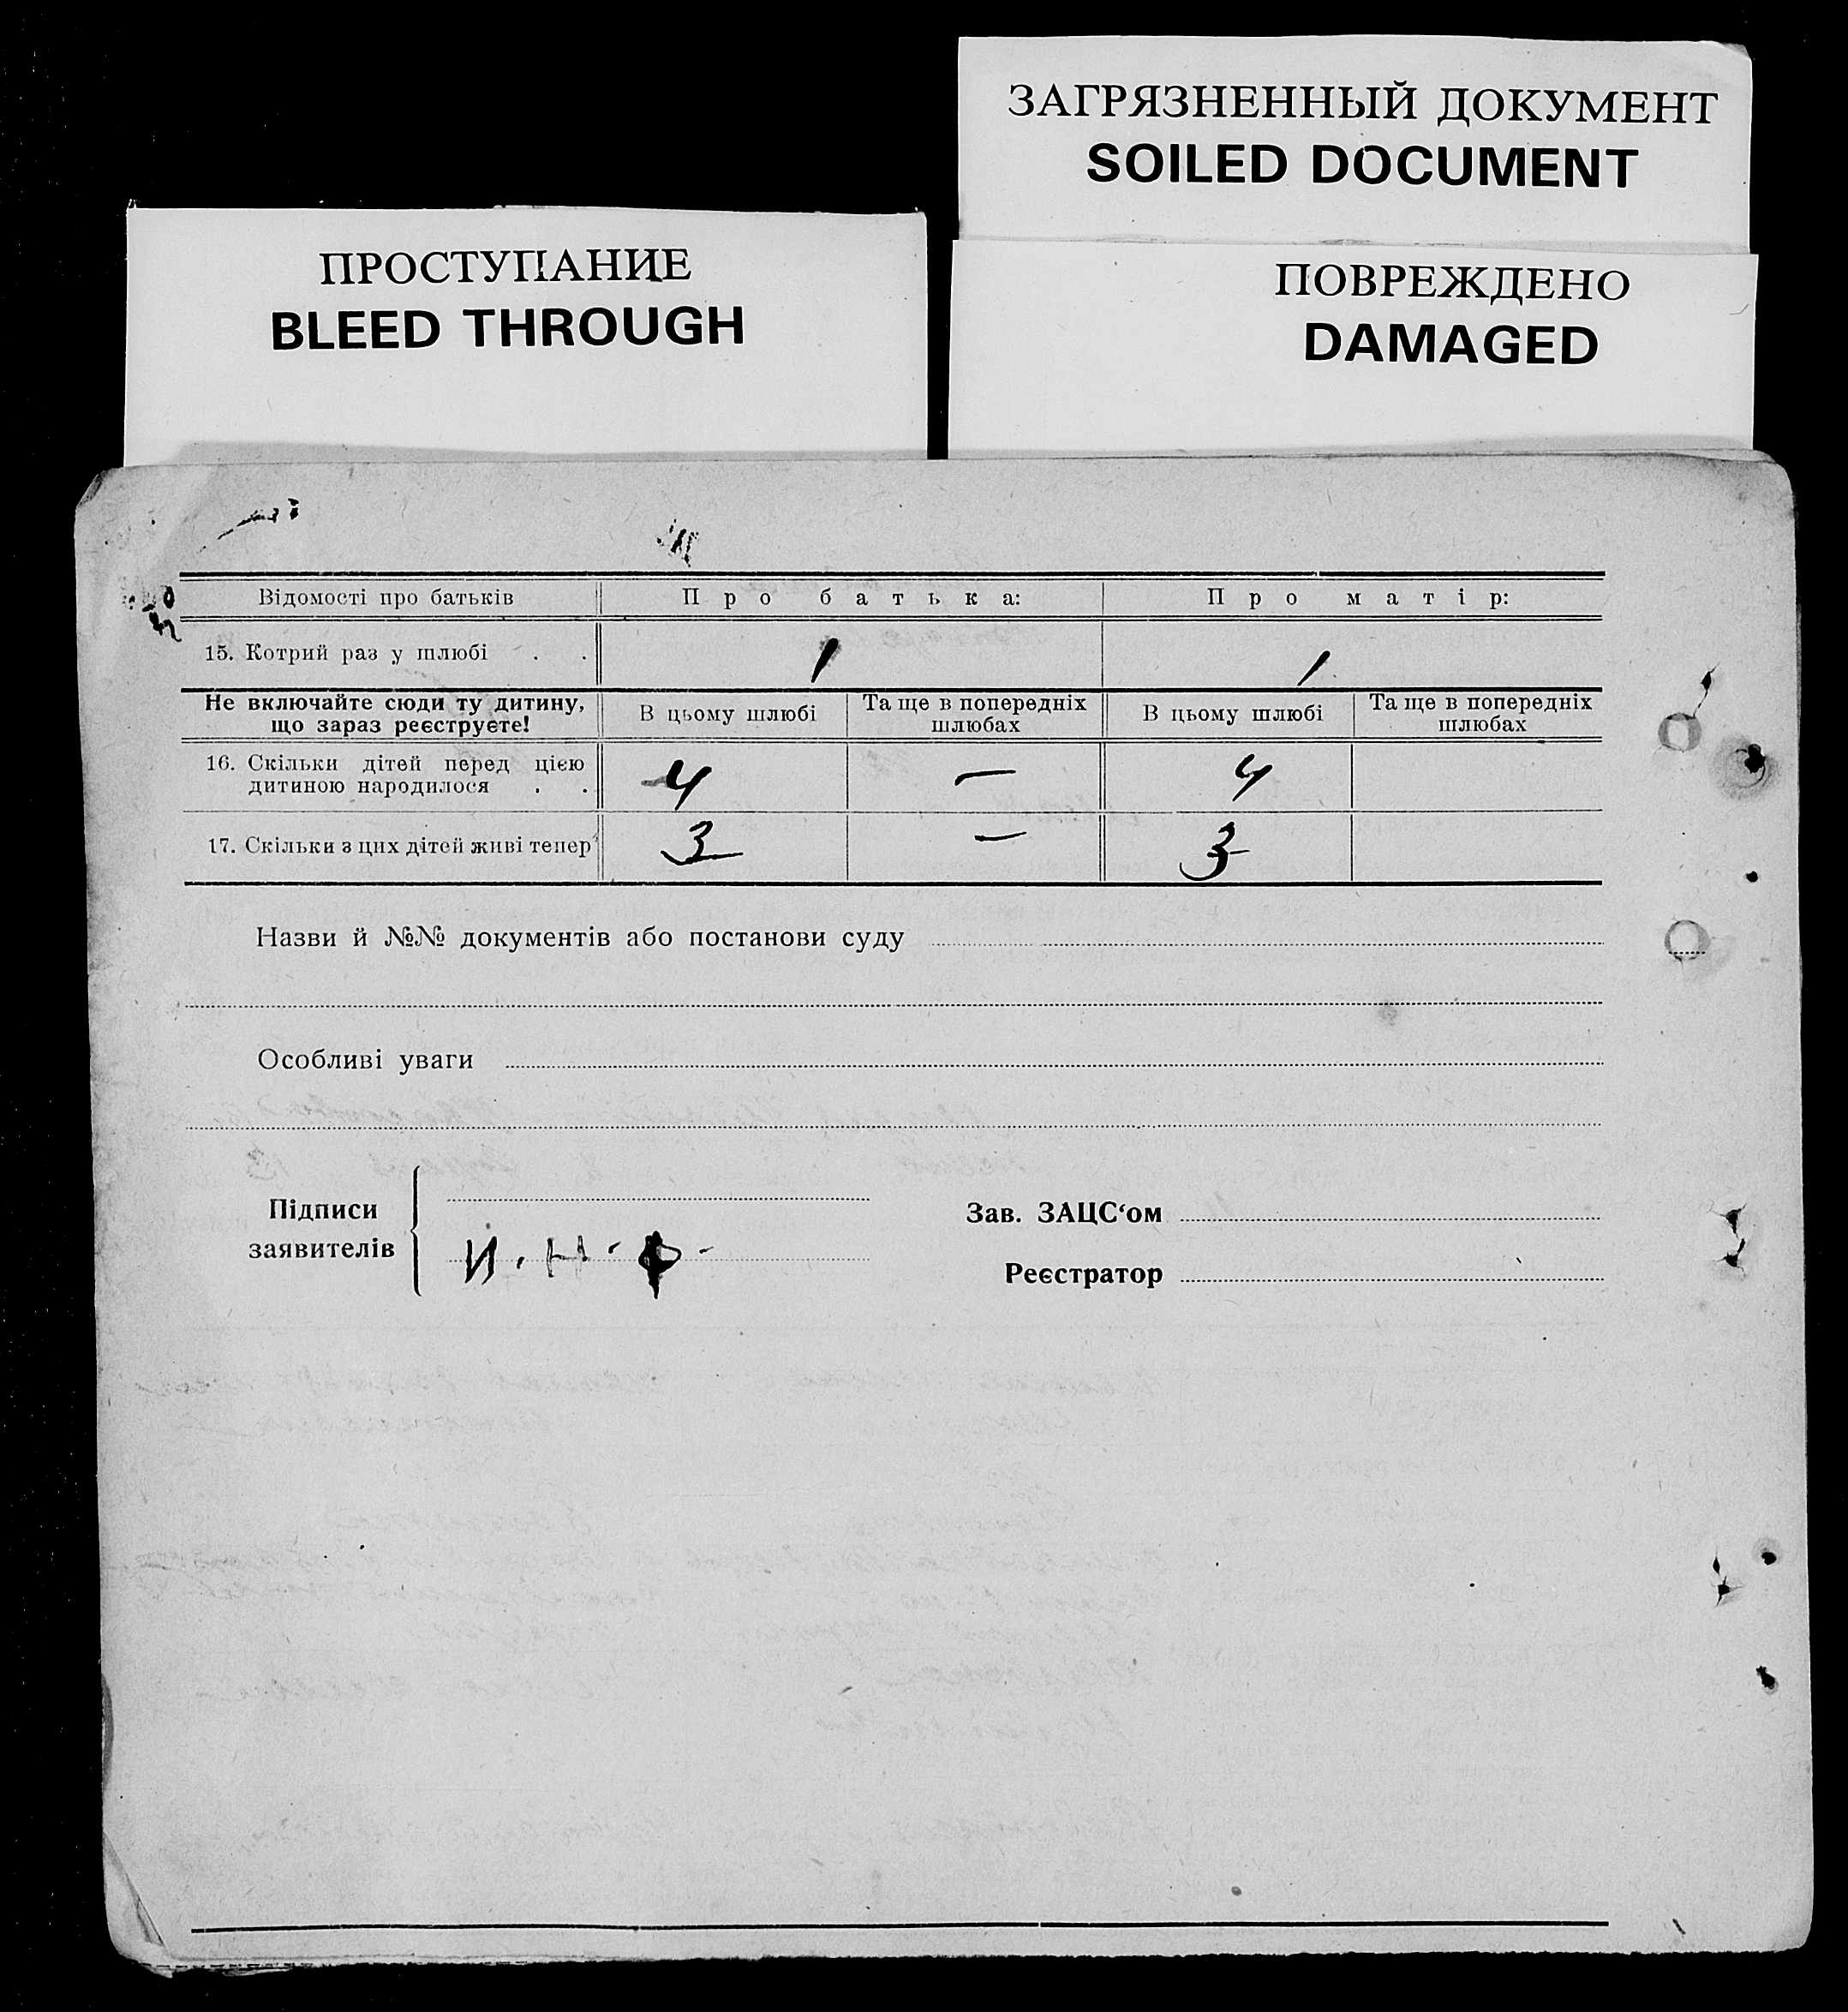 ЗАГРЯЗНЕННЫЙ ДОКУМЕНТ
SOILED DOCUMENT
ПРОСТУПАНИЕ
BLEED THROUGH
ПОВРЕЖДЕНО
DAMAGED
Відомості про батьків Про батька: Про матір:
15. Котрий раз у шлюбі . . 1 1
Не включайте сюди ту дитину, що зараз реєструєте! В цьому шлюбі Та ще в попередніх шлюбах В цьому шлюбі Та ще в попередніх шлюбах
16. Скільки дітей перед цією
дитиною народилося . . 4 — 4
17. Скільки з цих дітей живі тепер 3 — 3
Назви й №№ документів або постанови суду
Особливі уваги
Підписи
заявителів
И. Н. Ф.
Зав. ЗАЦС‘ом
Реєстратор